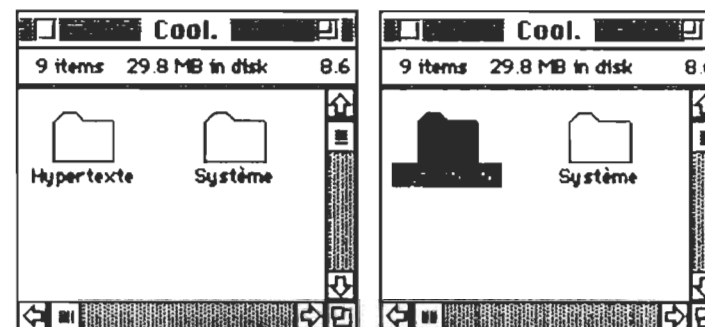 Cool.
9 items 29.8 MB in disk 8.6
Hypertexte Système
Cool.
9 items 29.8 MB in disk
Système